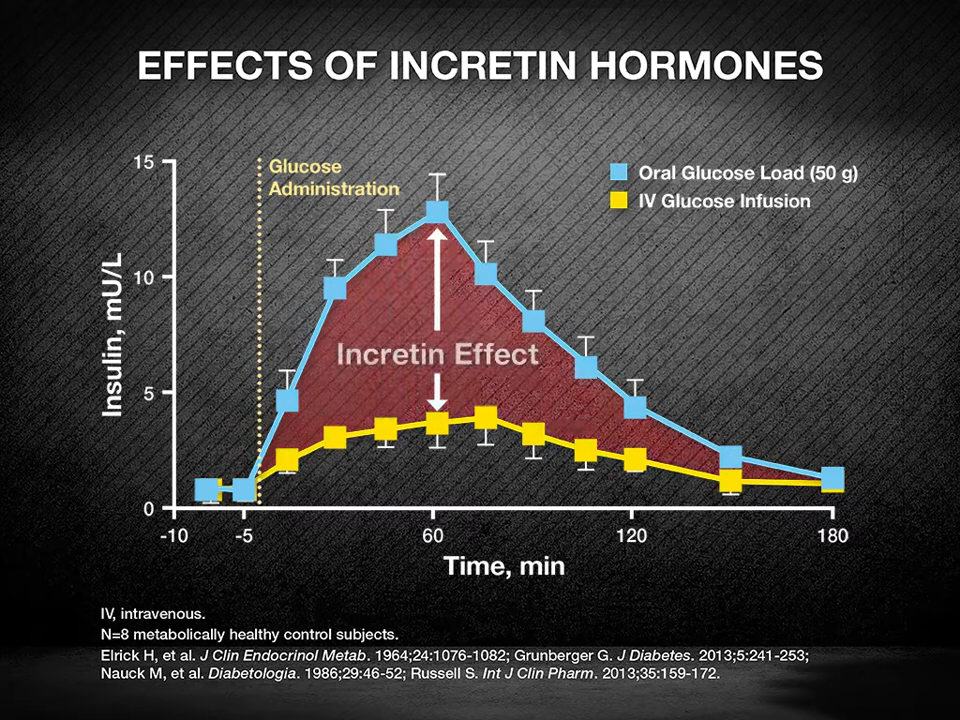 EFFECTS OF INCRETIN HORMONES
15
Glucose
Administration
Oral Glucose Load (50 g)
IV Glucose Infusion
Insulin, mU/L
10
Incretin Effect
5
0
-10
-5
60
120
180
Time, min
IV, intravenous.
N=8 metabolically healthy control subjects.
Elrick H, et al. J Clin Endocrinol Metab. 1964;24:1076-1082; Grunberger G. J Diabetes. 2013;5:241-253;
Nauck M, et al. Diabetologia. 1986;29:46-52; Russell S. Int J Clin Pharm. 2013;35:159-172.